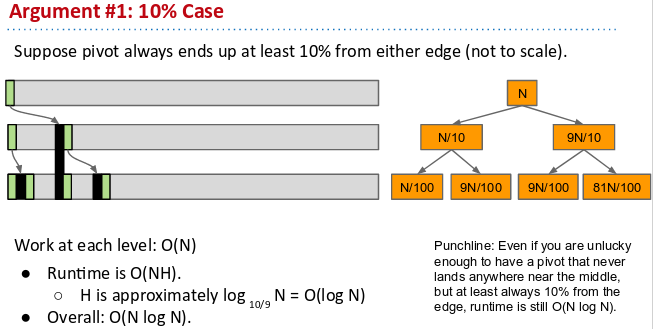 Argument #1: 10% Case
Suppose pivot always ends up at least 10% from either edge (not to scale).
N
N/10
9N/10
N/100
9N/100
9N/100
81N/100
Work at each level: O(N)
● Runtime is O(NH).
○ H is approximately log 10/9 N = O(log N)
● Overall: O(N log N).
Punchline: Even if you are unlucky
enough to have a pivot that never
lands anywhere near the middle,
but at least always 10% from the
edge, runtime is still O(N log N).